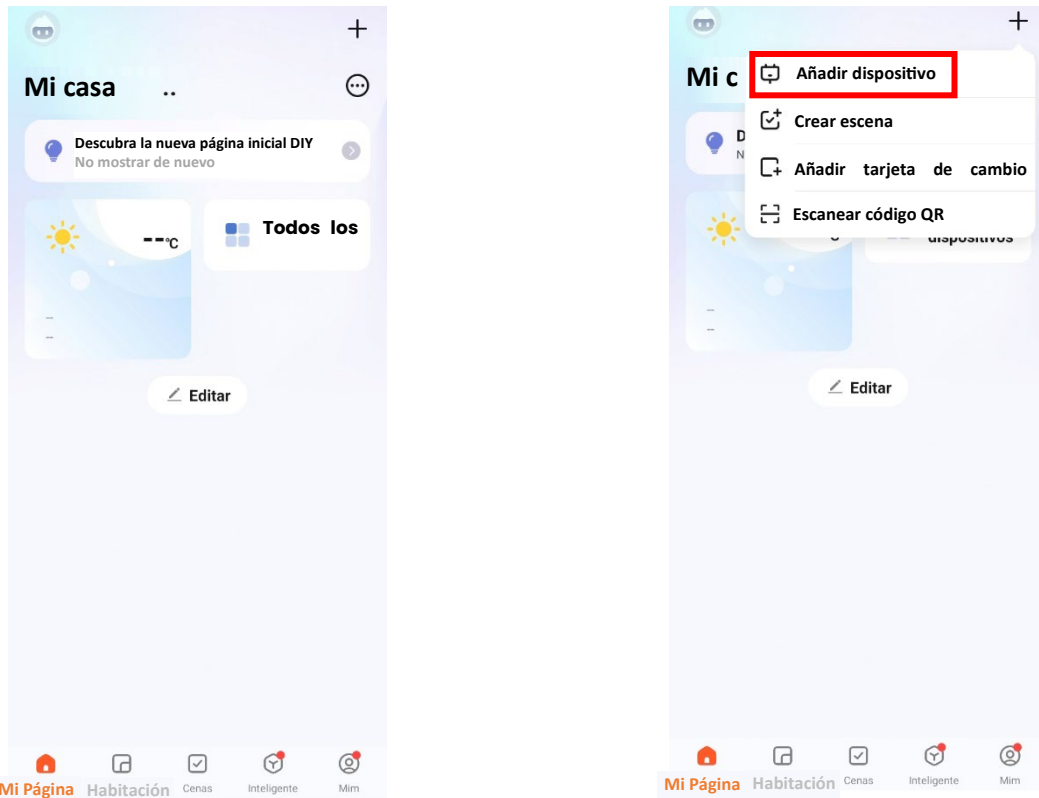 Mi casa ..
Descubra la nueva página inicial DIY
No mostrar de nuevo
--°C
Todos los
--
--
Editar
Mi Página Habitación Cenas Inteligente Mim
Mi c
Añadir dispositivo
Crear escena
D
N
Añadir tarjeta de cambio
Escanear código QR
dispositivos
--
--
Editar
Mi Página Habitación Cenas Inteligente Mim